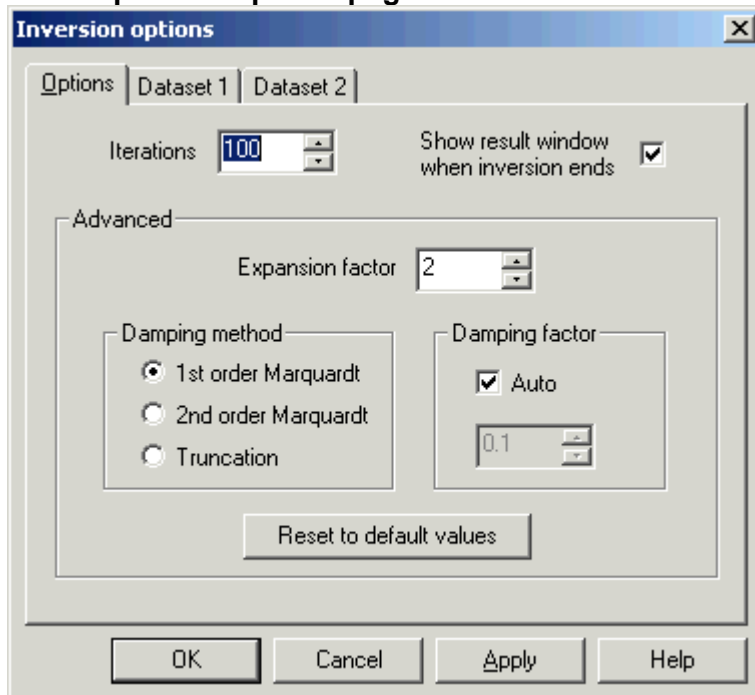 Inversion options
Options Dataset 1 Dataset 2
Iterations 100 Show result window
when inversion ends
Advanced
Expansion factor 2
Damping method Damping factor
1st order Marquardt Auto
2nd order Marquardt 0.1
Truncation
Reset to default values
OK Cancel Apply Help